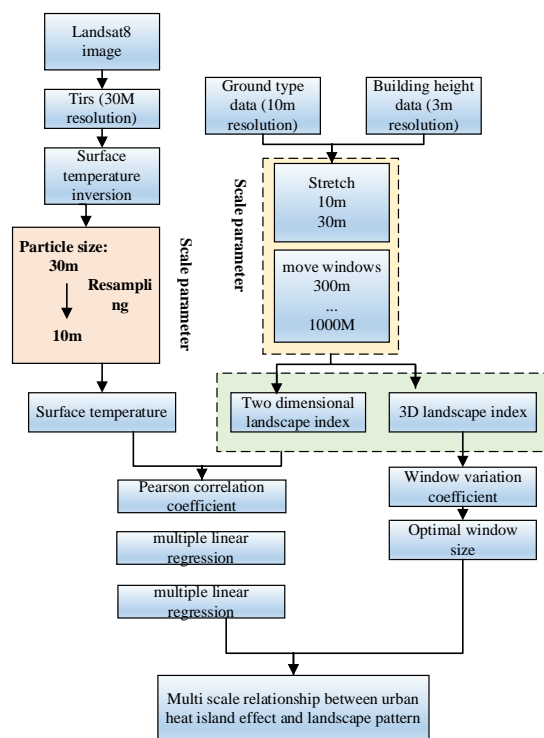 Landsat8
image
Tirs (30M
resolution)
Surface
temperature
inversion
Particle size:
30m
Resampli
ng
10m
Scale parameter
Surface temperature
Ground type
data (10m
resolution)
Building height
data (3m
resolution)
Scale parameter
Stretch
10m
30m
move windows
300m
...
1000M
Two dimensional
landscape index
3D landscape index
Pearson correlation
coefficient
multiple linear
regression
multiple linear
regression
Window variation
coefficient
Optimal window
size
Multi scale relationship between urban
heat island effect and landscape pattern